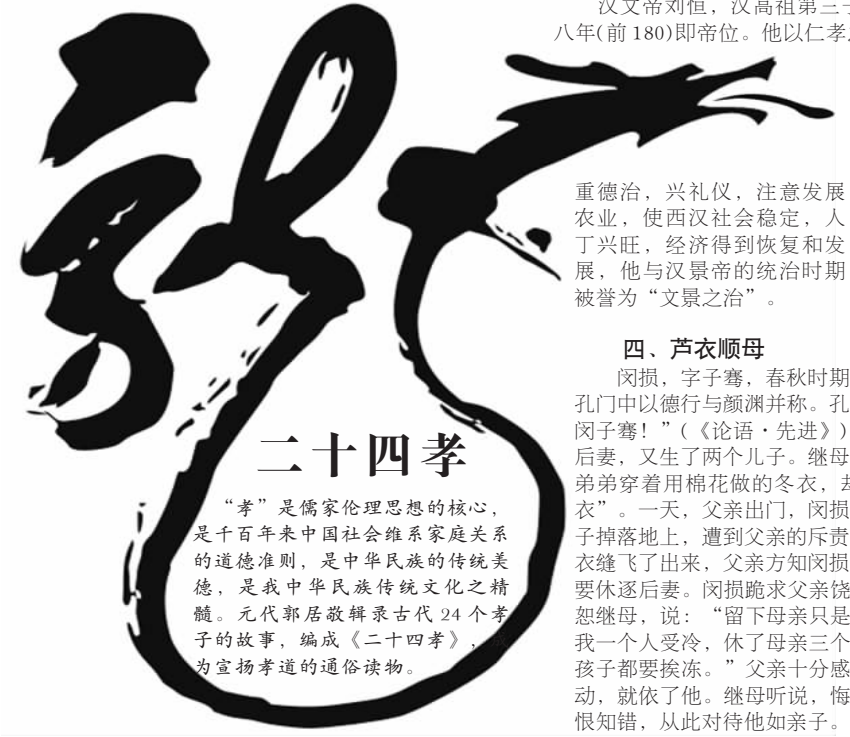 二十四孝
“孝”是儒家伦理思想的核心，
是千百年来中国社会维系家庭关系
的道德准则，是中华民族的传统美
德，是我中华民族传统文化之精
髓。元代郭居敬辑录古代 24 个孝
子的故事，编成《二十四孝》，
为宣扬孝道的通俗读物。
汉文帝刘恒，汉高祖第三
八年(前 180)即帝位。他以仁孝
重德治，兴礼仪，注意发展
农业，使西汉社会稳定，人
丁兴旺，经济得到恢复和发
展，他与汉景帝的统治时期
被誉为“文景之治”。
四、芦衣顺母
闵损，字子骞，春秋时期
孔门中以德行与颜渊并称。孔
闵子骞！”(《论语·先进》)
后妻，又生了两个儿子。继母
弟弟穿着用棉花做的冬衣，
衣”。一天，父亲出门，闵损
子掉落地上，遭到父亲的斥责
衣缝飞了出来，父亲方知闵损
要休逐后妻。闵损跪求父亲饶
恕继母，说：“留下母亲只是
我一个人受冷，休了母亲三个
孩子都要挨冻。”父亲十分感
动，就依了他。继母听说，悔
恨知错，从此对待他如亲子。